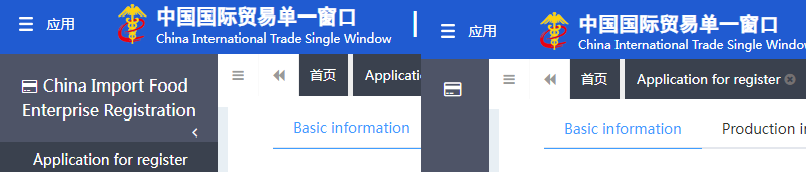 应用
中国国际贸易单一窗口
China International Trade Single Window
China Import Food
Enterprise Registration
Application for register
首页
Applicati
Basic information
应用
中国国际贸易单一窗口
China International Trade Single Window
首页
Application for register
Basic information
Production in